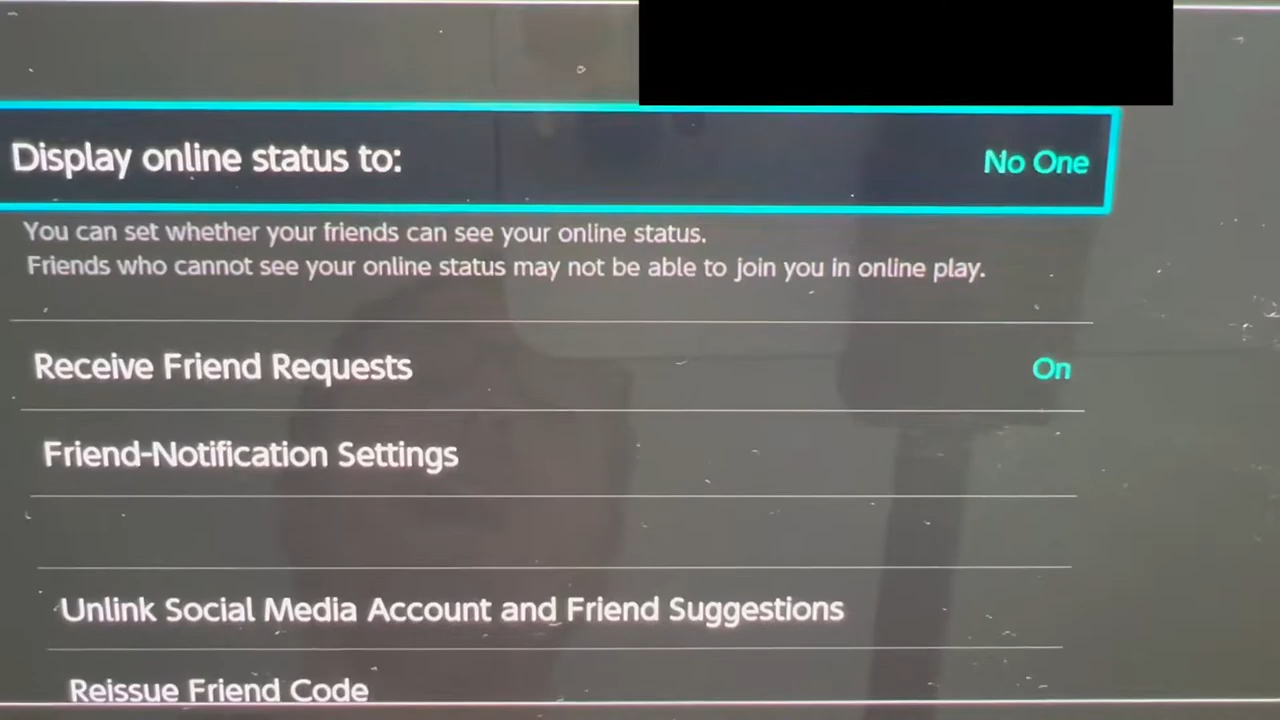 Display online status to: No One
You can set whether your friends can see your online status.
Friends who cannot see your online status may not be able to join you in online play.
Receive Friend Requests On
Friend-Notification Settings
Unlink Social Media Account and Friend Suggestions
Reissue Friend Code